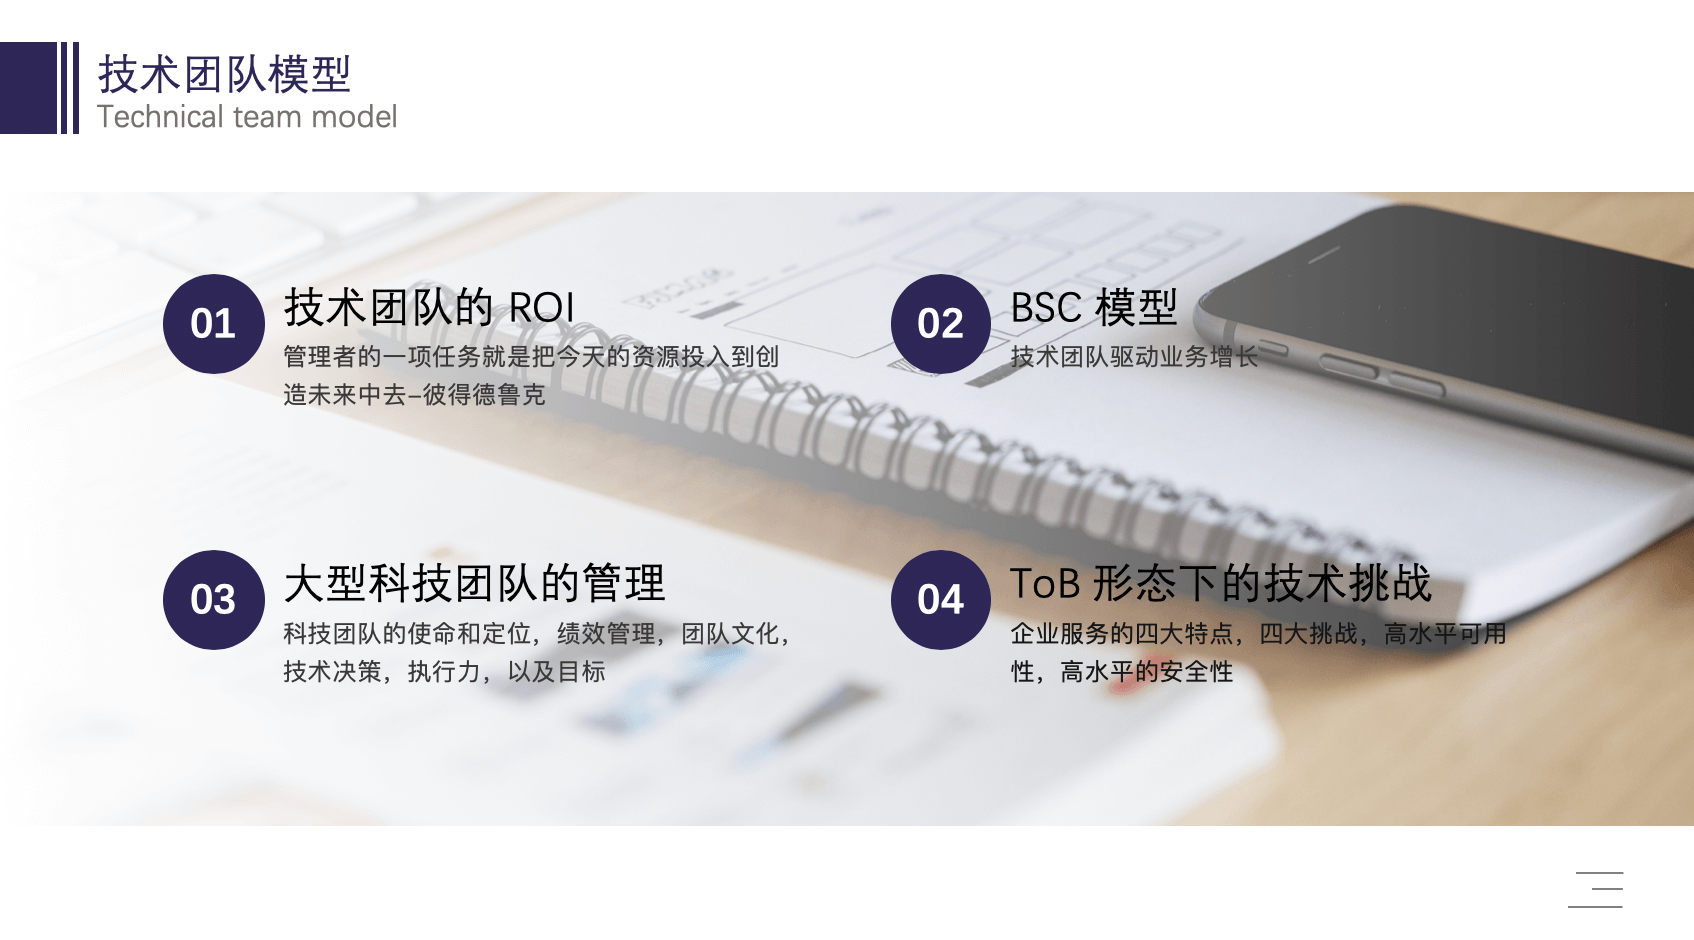 技术团队模型
Technical team model
01
技术团队的 ROI
管理者的一项任务就是把今天的资源投入到创
造未来中去-彼得德鲁克
02
BSC 模型
技术团队驱动业务增长
03
大型科技团队的管理
科技团队的使命和定位，绩效管理，团队文化，
技术决策，执行力，以及目标
04
ToB 形态下的技术挑战
企业服务的四大特点，四大挑战，高水平可用
性，高水平的安全性